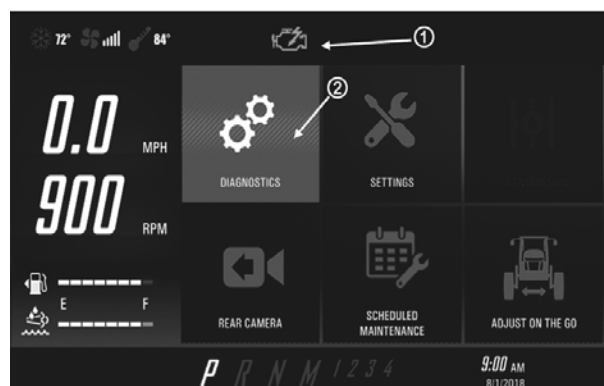 72° 84°
①
②
0.0 MPH
900 RPM
E F
DIAGNOSTICS
SETTINGS
REAR CAMERA
SCHEDULED
MAINTENANCE
ADJUST ON THE GO
P R N M 1 2 3 4
9:00 AM
8/1/2018